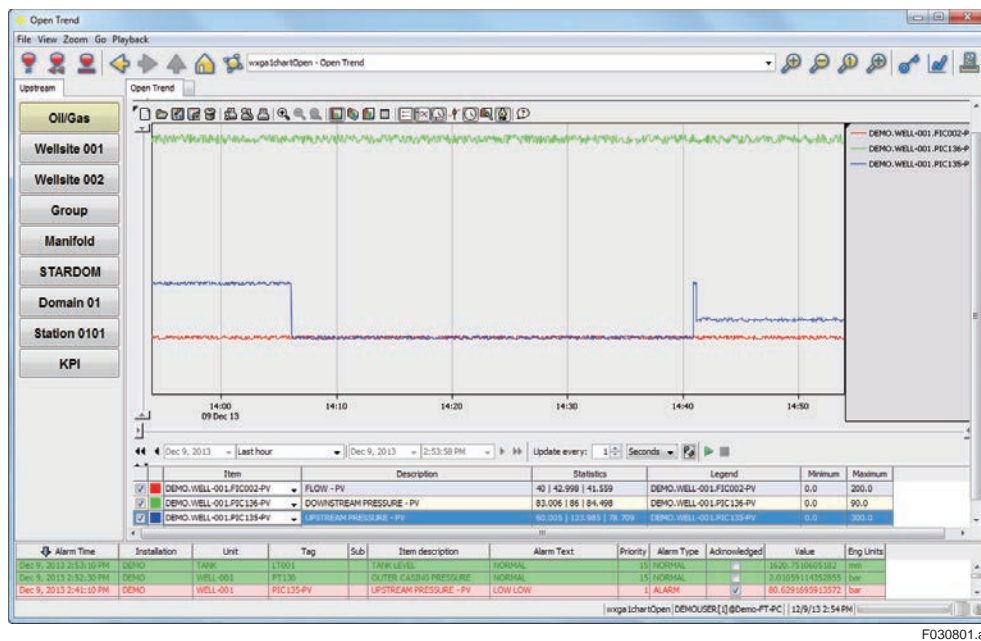 Open Trend
File View Zoom Go Playback
wxga1chartOpen - Open Trend
Upstream
Open Trend
Oil/Gas
Wellsite 001
Wellsite 002
Group
Manifold
STARDOM
Domain 01
Station 0101
KPI
DEMO.WELL-001.FIC002-P
DEMO.WELL-001.PIC136-P
DEMO.WELL-001.PIC135-P
14:00 14:10 14:20 14:30 14:40 14:50
09 Dec 13
Dec 9, 2013 Last hour Dec 9, 2013 2:53:58 PM Update every: 1 Seconds
Item Description Statistics Legend Minimum Maximum
DEMO.WELL-001.FIC002-PV FLOW - PV 40 | 42.998 | 41.559 DEMO.WELL-001.FIC002-PV 0.0 200.0
DEMO.WELL-001.PIC136-PV DOWNSTREAM PRESSURE - PV 83.006 | 86 | 84.498 DEMO.WELL-001.PIC136-PV 0.0 90.0
DEMO.WELL-001.PIC135-PV UPSTREAM PRESSURE - PV DEMO.WELL-001.PIC135-PV 0.0 300.0
Alarm Time Installation Unit Tag Sub Item description Alarm Text Priority Alarm Type Acknowledged Value Eng Units
Dec 9, 2013 2:53:10 PM DEMO TANK LT001 TANK LEVEL NORMAL 15 NORMAL 1620.7510605182 mm
Dec 9, 2013 2:52:30 PM DEMO WELL-001 PT130 OUTER CASING PRESSURE NORMAL 15 NORMAL 2.01059114352855 bar
Dec 9, 2013 2:41:10 PM DEMO WELL-001 PIC135-PV UPSTREAM PRESSURE - PV LOW LOW 1 ALARM 80.6291695913572 bar
wxga1chartOpen DEMOUSER[1]@Demo-PT-PC 12/9/13 2:54 PM
F030801.a